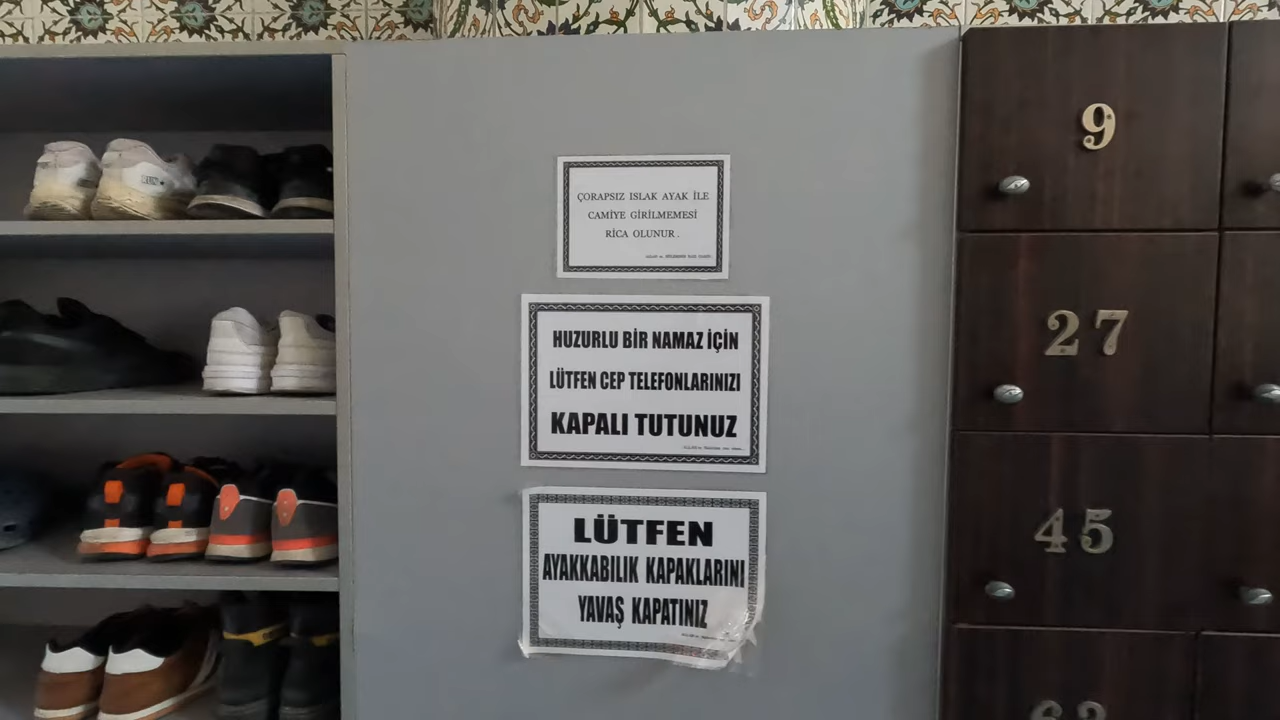 ÇORAPSIZ ISLAK AYAK İLE
CAMİYE GİRİLMEMESİ
RİCA OLUNUR.
HUZURLU BİR NAMAZ İÇİN
LÜTFEN CEP TELEFONLARINIZI
KAPALI TUTUNUZ
LÜTFEN
AYAKKABILIK KAPAKLARINI
YAVAŞ KAPATINIZ
9
27
45
RUN